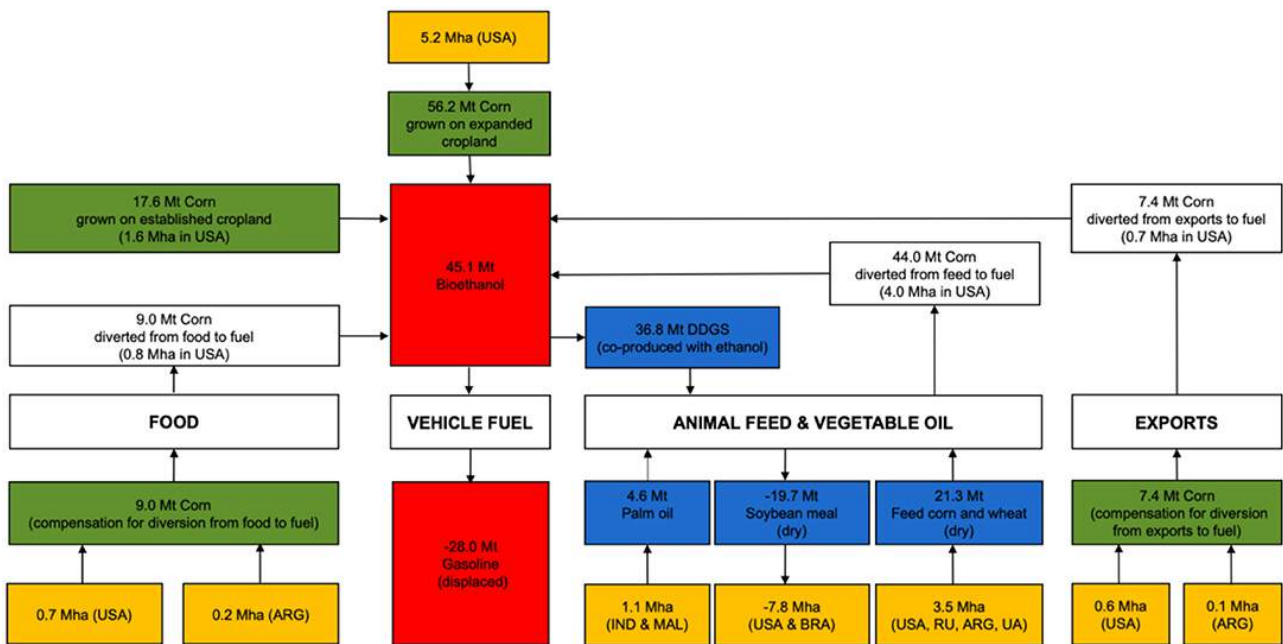 5.2 Mha (USA)
56.2 Mt Corn
grown on expanded
cropland
17.6 Mt Corn
grown on established cropland
(1.6 Mha in USA)
45.1 Mt
Bioethanol
7.4 Mt Corn
diverted from exports to fuel
(0.7 Mha in USA)
44.0 Mt Corn
diverted from feed to fuel
(4.0 Mha in USA)
9.0 Mt Corn
diverted from food to fuel
(0.8 Mha in USA)
36.8 Mt DDGS
(co-produced with ethanol)
FOOD
VEHICLE FUEL
ANIMAL FEED & VEGETABLE OIL
EXPORTS
9.0 Mt Corn
(compensation for diversion from food to fuel)
-28.0 Mt
Gasoline
(displaced)
4.6 Mt
Palm oil
-19.7 Mt
Soybean meal
(dry)
21.3 Mt
Feed corn and wheat
(dry)
7.4 Mt Corn
(compensation for diversion
from exports to fuel)
0.7 Mha (USA)
0.2 Mha (ARG)
1.1 Mha
(IND & MAL)
-7.8 Mha
(USA & BRA)
3.5 Mha
(USA, RU, ARG, UA)
0.6 Mha
(USA)
0.1 Mha
(ARG)